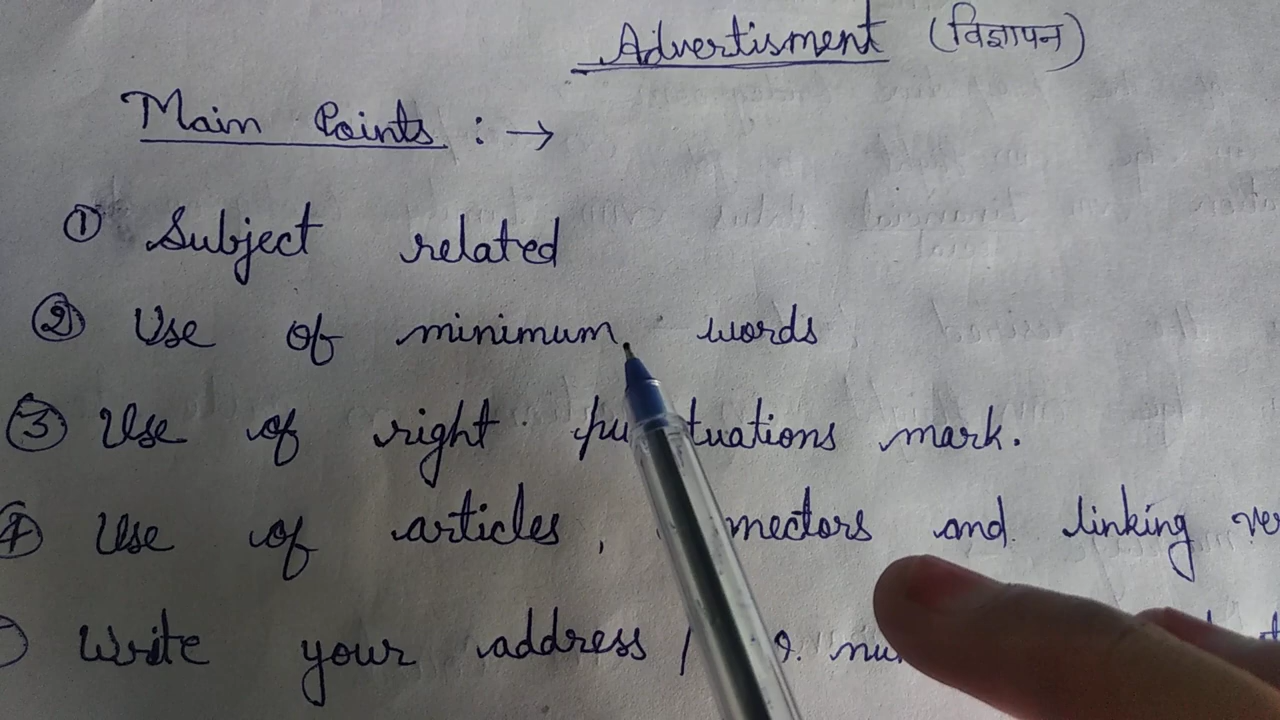 Advertisment (विज्ञापन)
Main Points : →
① Subject related
② Use of minimum words
③ Use of right tuations mark.
④ Use of articles, and linking
Write your address /